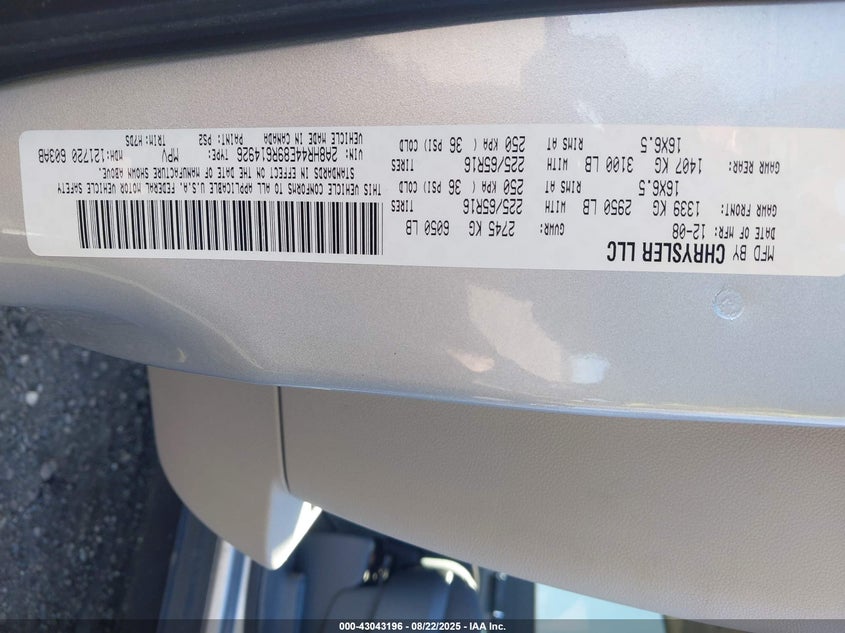 MFD BY CHRYSLER LLC
DATE OF MFR: 12-08 GVWR: 2745 KG 6050 LB
GAWR FRONT: 1339 KG 2950 LB WITH 225/65R16 TIRES
16X6.5 RIMS AT 250 KPA ( 36 PSI) COLD
GAWR REAR: 1407 KG 3100 LB WITH 225/65R16 TIRES
16X6.5 RIMS AT 250 KPA ( 36 PSI) COLD
THIS VEHICLE CONFORMS TO ALL APPLICABLE U.S.A. FEDERAL MOTOR VEHICLE SAFETY
STANDARDS IN EFFECT ON THE DATE OF MANUFACTURE SHOWN ABOVE.
VIN: 2A8HR44E89R614926 TYPE: MPV MDH: 121720 603AB
VEHICLE MADE IN CANADA PAINT: PS2 TRIM: H7DS
000-43043196 - 08/22/2025 - IAA Inc.